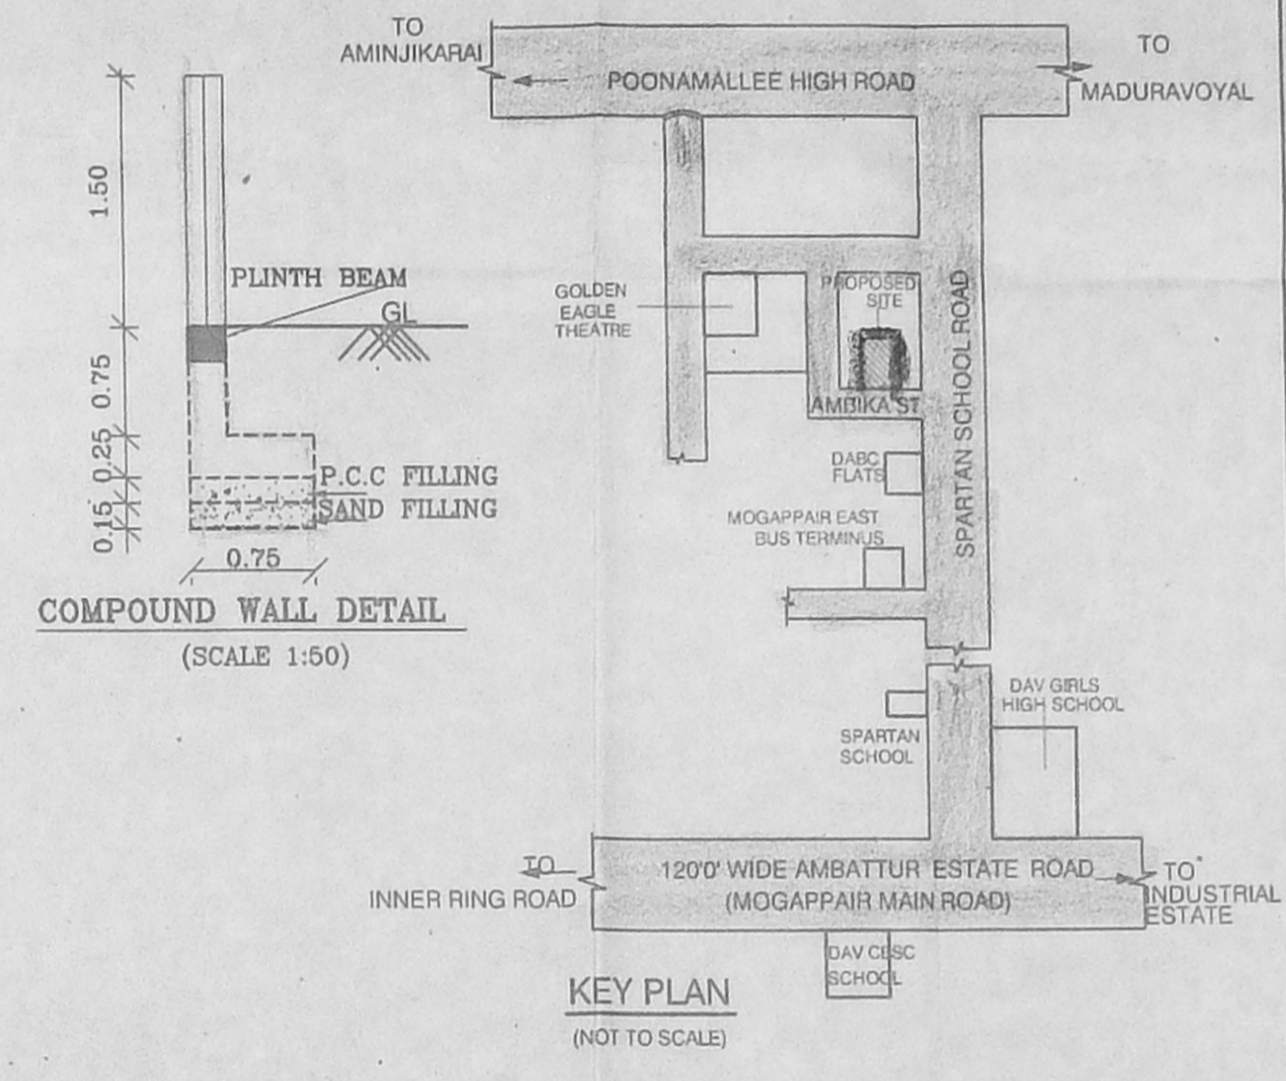 1.50
PLINTH BEAM
GL
0.75
0.25
P.C.C FILLING
SAND FILLING
0.15
0.75
COMPOUND WALL DETAIL
(SCALE 1:50)
TO
AMINJIKARAI
POONAMALLEE HIGH ROAD
TO
MADURAVOYAL
GOLDEN
EAGLE
THEATRE
PROPOSED
SITE
AMBIKA ST
SPARTAN SCHOOL ROAD
DABC
FLATS
MOGAPPAIR EAST
BUS TERMINUS
SPARTAN
SCHOOL
DAV GIRLS
HIGH SCHOOL
TO
INNER RING ROAD
120'0' WIDE AMBATTUR ESTATE ROAD
(MOGAPPAIR MAIN ROAD)
TO
INDUSTRIAL
ESTATE
DAV CBSC
SCHOOL
KEY PLAN
(NOT TO SCALE)